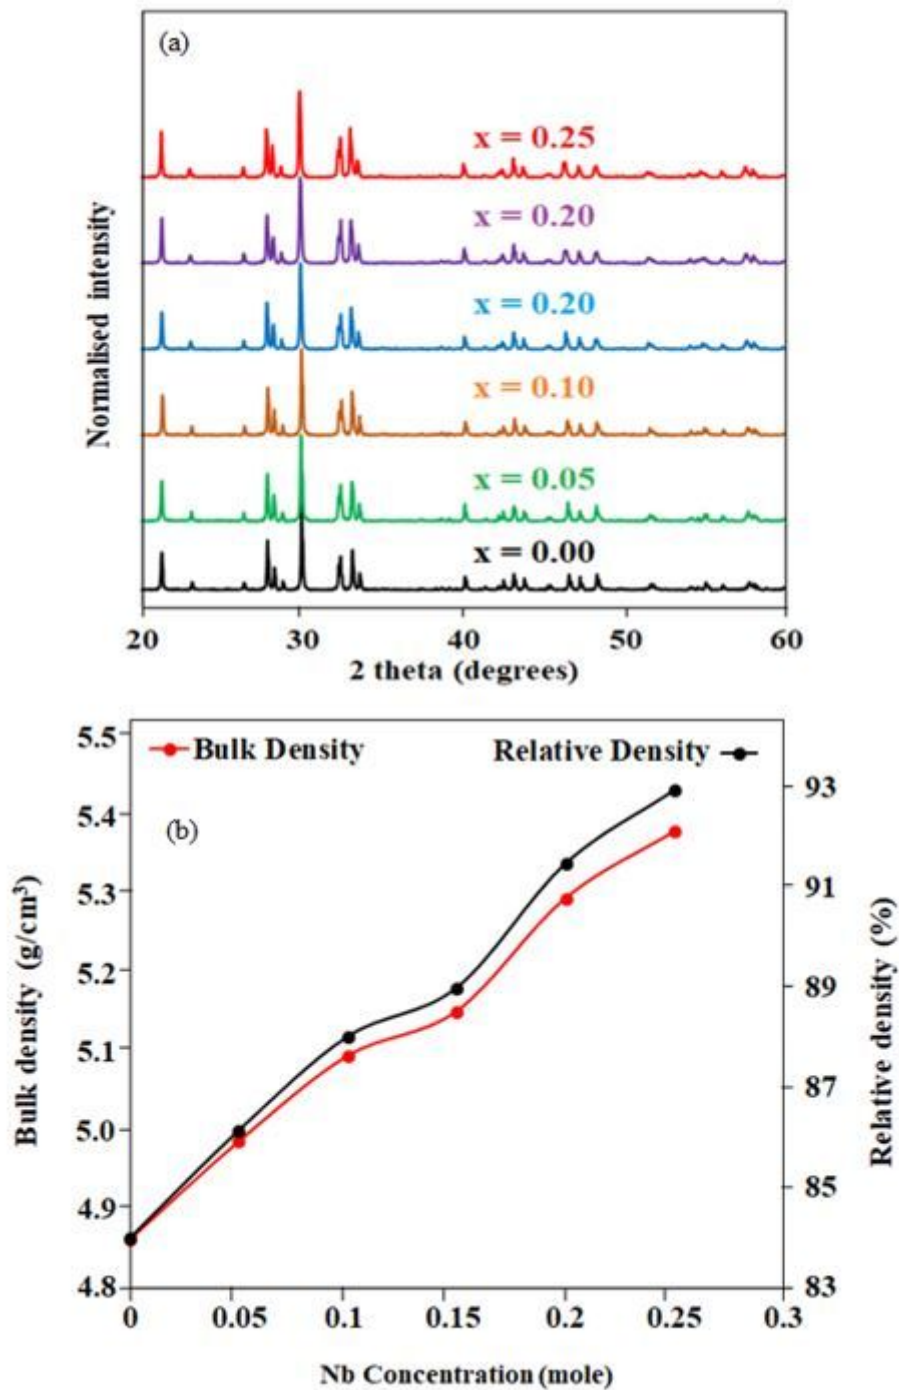 (a)
x = 0.25
x = 0.20
x = 0.20
x = 0.10
x = 0.05
x = 0.00
Normalised intensity
20 30 40 50 60
2 theta (degrees)
5.5
Bulk Density Relative Density
93
5.4
(b)
5.3
91
5.2
89
5.1
87
5.0
85
4.9
4.8
83
Bulk density (g/cm³)
Relative density (%)
0 0.05 0.1 0.15 0.2 0.25 0.3
Nb Concentration (mole)